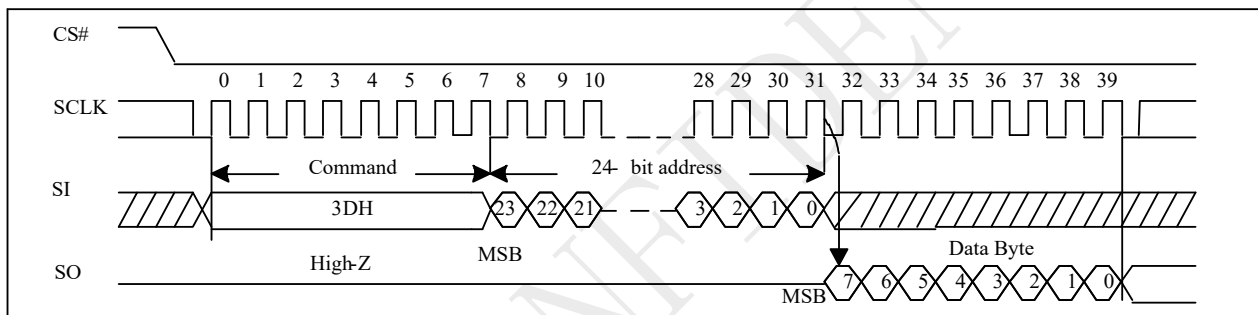 CS#
0 1 2 3 4 5 6 7 8 9 10 28 29 30 31 32 33 34 35 36 37 38 39
SCLK
Command 24- bit address
SI
3DH 23 22 21 3 2 1 0
High-Z MSB Data Byte
SO
MSB 7 6 5 4 3 2 1 0
NFIDEN